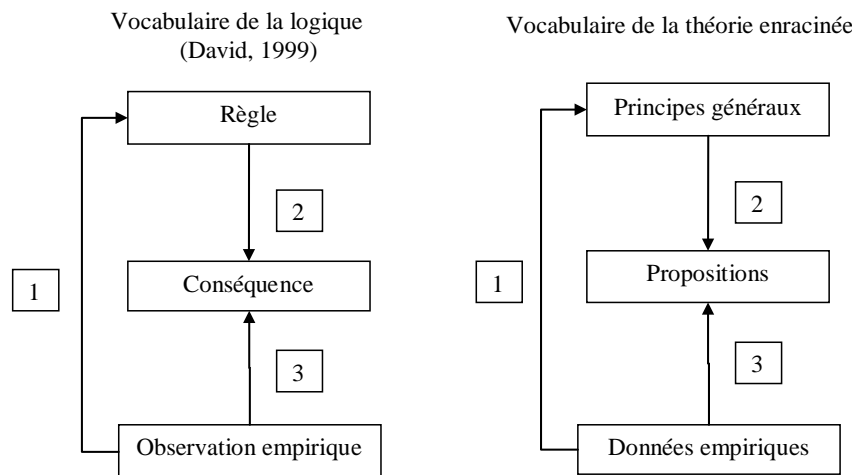 Vocabulaire de la logique
(David, 1999)
Règle
2
Conséquence
1
3
Observation empirique
Vocabulaire de la théorie enracinée
Principes généraux
2
Propositions
1
3
Données empiriques